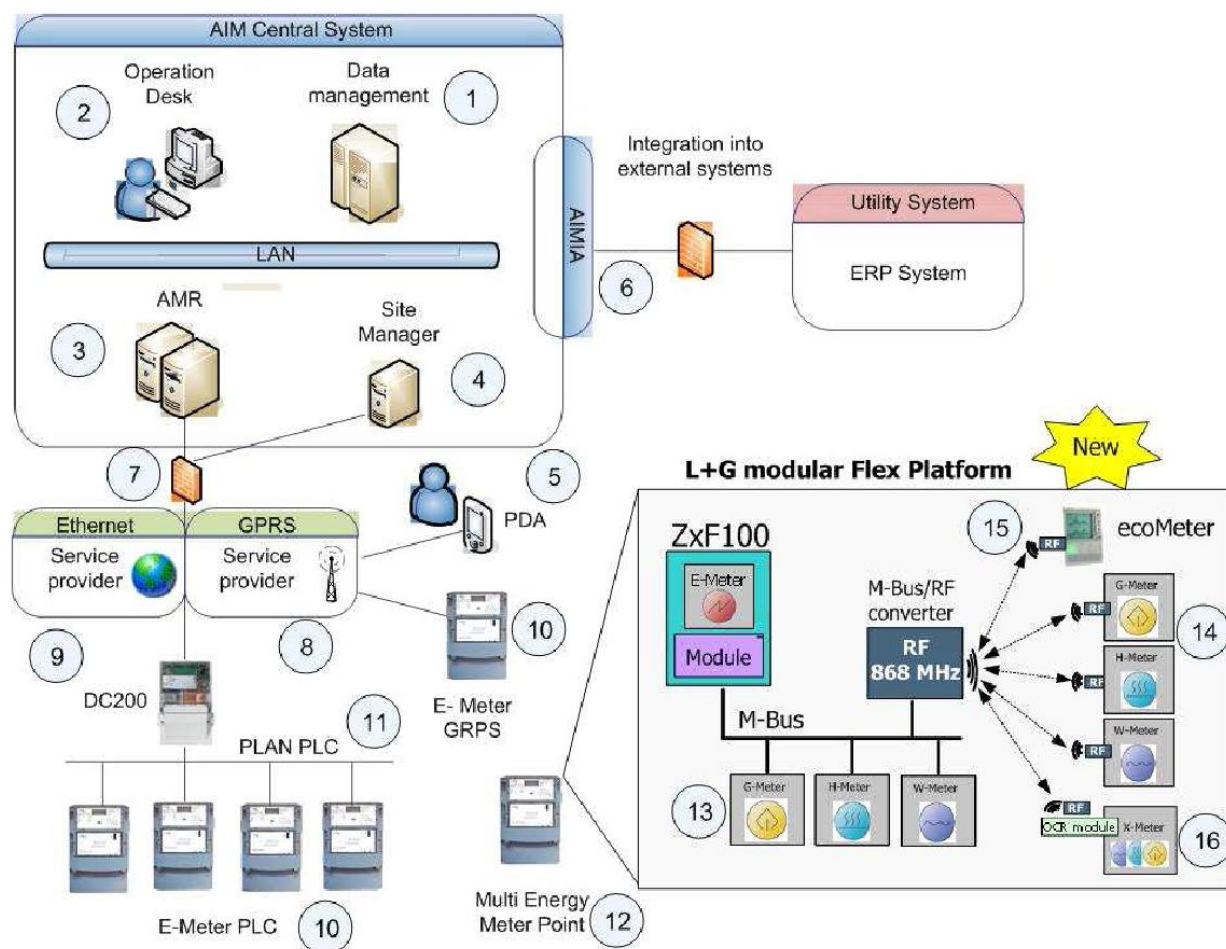 AIM Central System
Operation
Desk
2
Data
management
1
LAN
AMR
3
Site
Manager
4
AIMIA
6
Integration into
external systems
Utility System
ERP System
7
5
PDA
Ethernet
Service
provider
GPRS
Service
provider
9
8
10
E- Meter
GRPS
DC200
11
PLAN PLC
E-Meter PLC
10
Multi Energy
Meter Point
12
New
L+G modular Flex Platform
ZxF100
E-Meter
Module
M-Bus/RF
converter
RF
868 MHz
M-Bus
13
G-Meter
H-Meter
W-Meter
15
RF
ecoMeter
G-Meter
RF
14
H-Meter
RF
W-Meter
RF
RF
OCR module
X-Meter
16